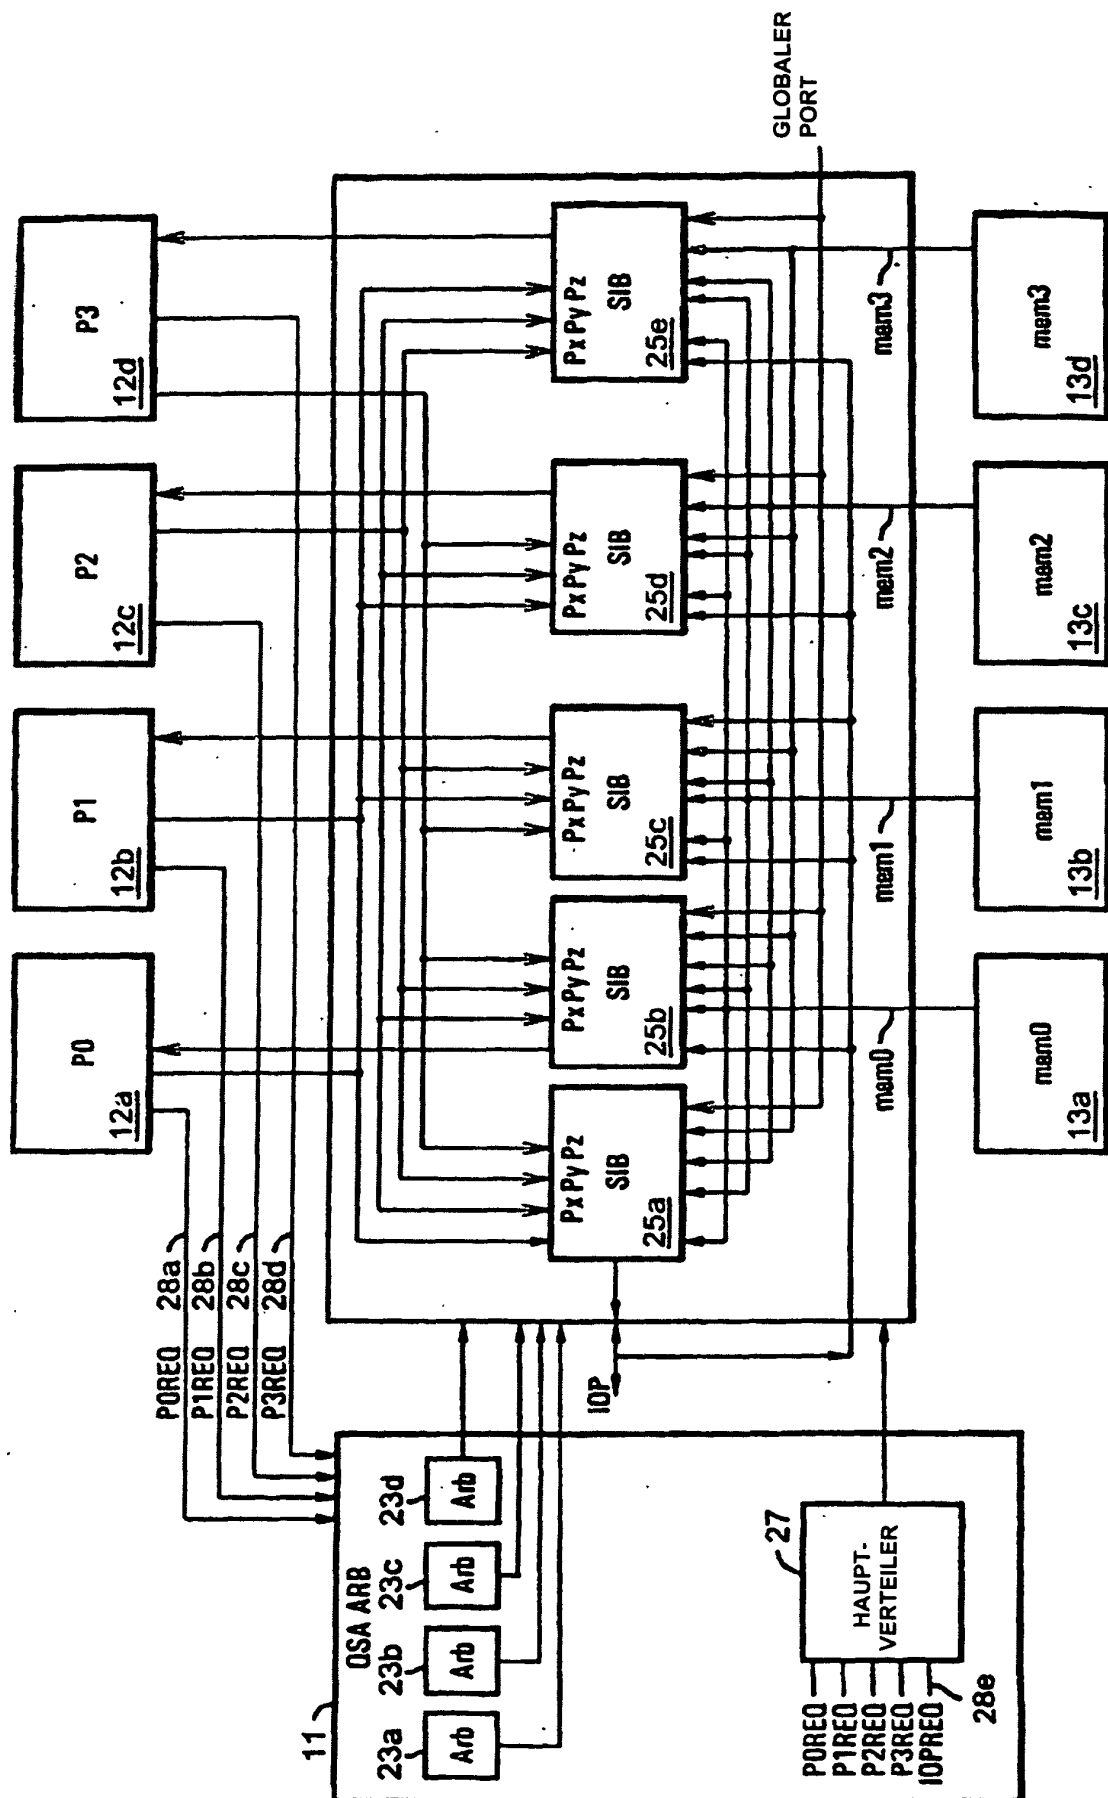 P0
12a
P1
12b
P2
12c
P3
12d
P0REQ 28a
P1REQ 28b
P2REQ 28c
P3REQ 28d
11
QSA ARB
23a
Arb
23b
Arb
23c
Arb
23d
Arb
IOP
Px Py Pz
SIB
25a
Px Py Pz
SIB
25b
Px Py Pz
SIB
25c
Px Py Pz
SIB
25d
Px Py Pz
SIB
25e
GLOBALER
PORT
P0REQ
P1REQ
P2REQ
P3REQ
IOPREQ
28e
HAUPT-
VERTEILER
27
mem0
mem1
mem2
mem3
mem0
13a
mem1
13b
mem2
13c
mem3
13d